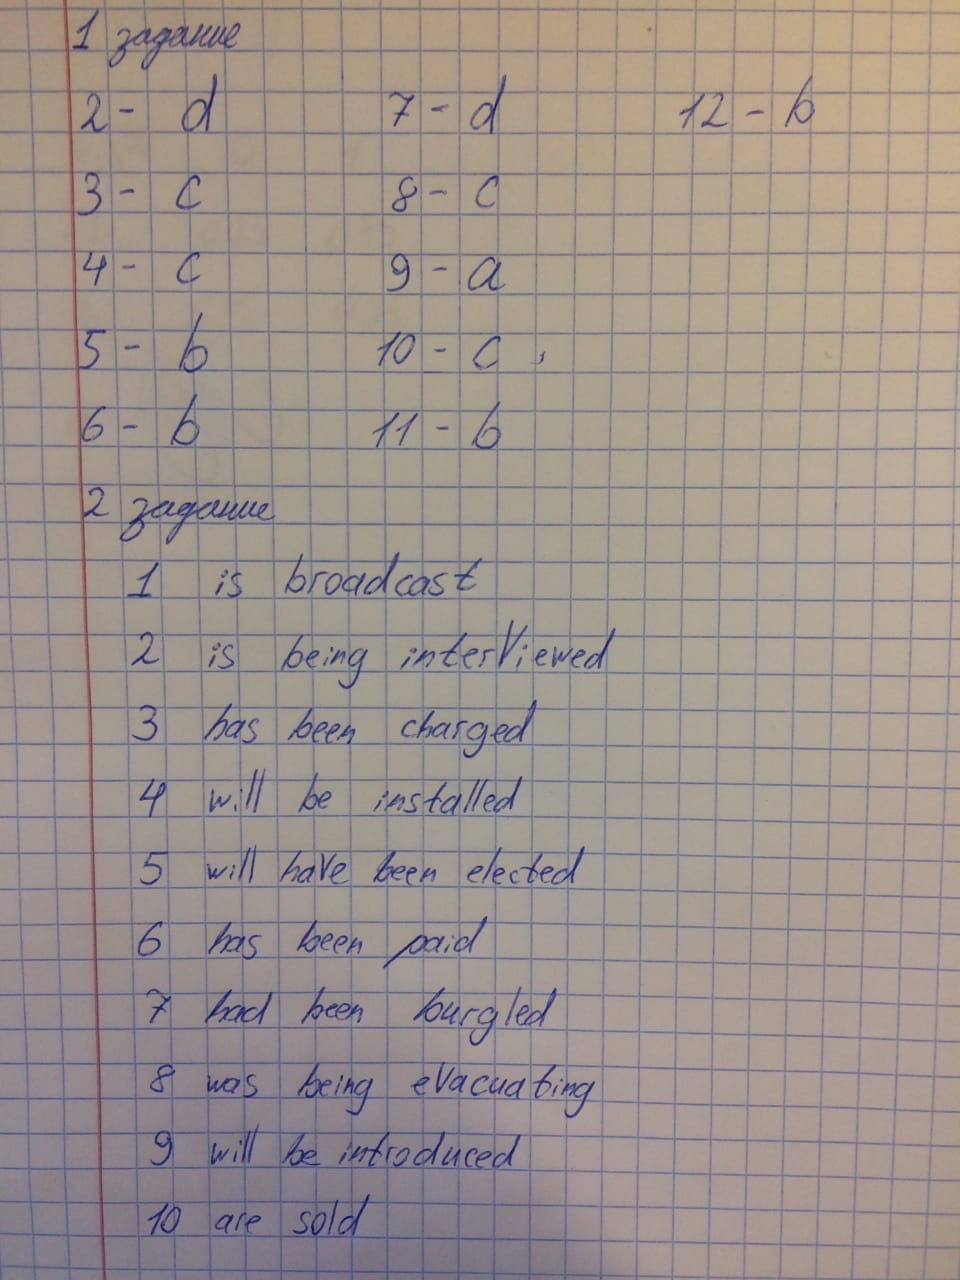 1 задание
2 - d 7 - d 12 - b
3 - c 8 - c
4 - c 9 - a
5 - b 10 - c
6 - b 11 - b
2 задание
1 is broadcast
2 is being interViewed
3 has been charged
4 will be installed
5 will haVe been elected
6 has been paid
7 had been burgled
8 was being eVacuating
9 will be introduced
10 are sold